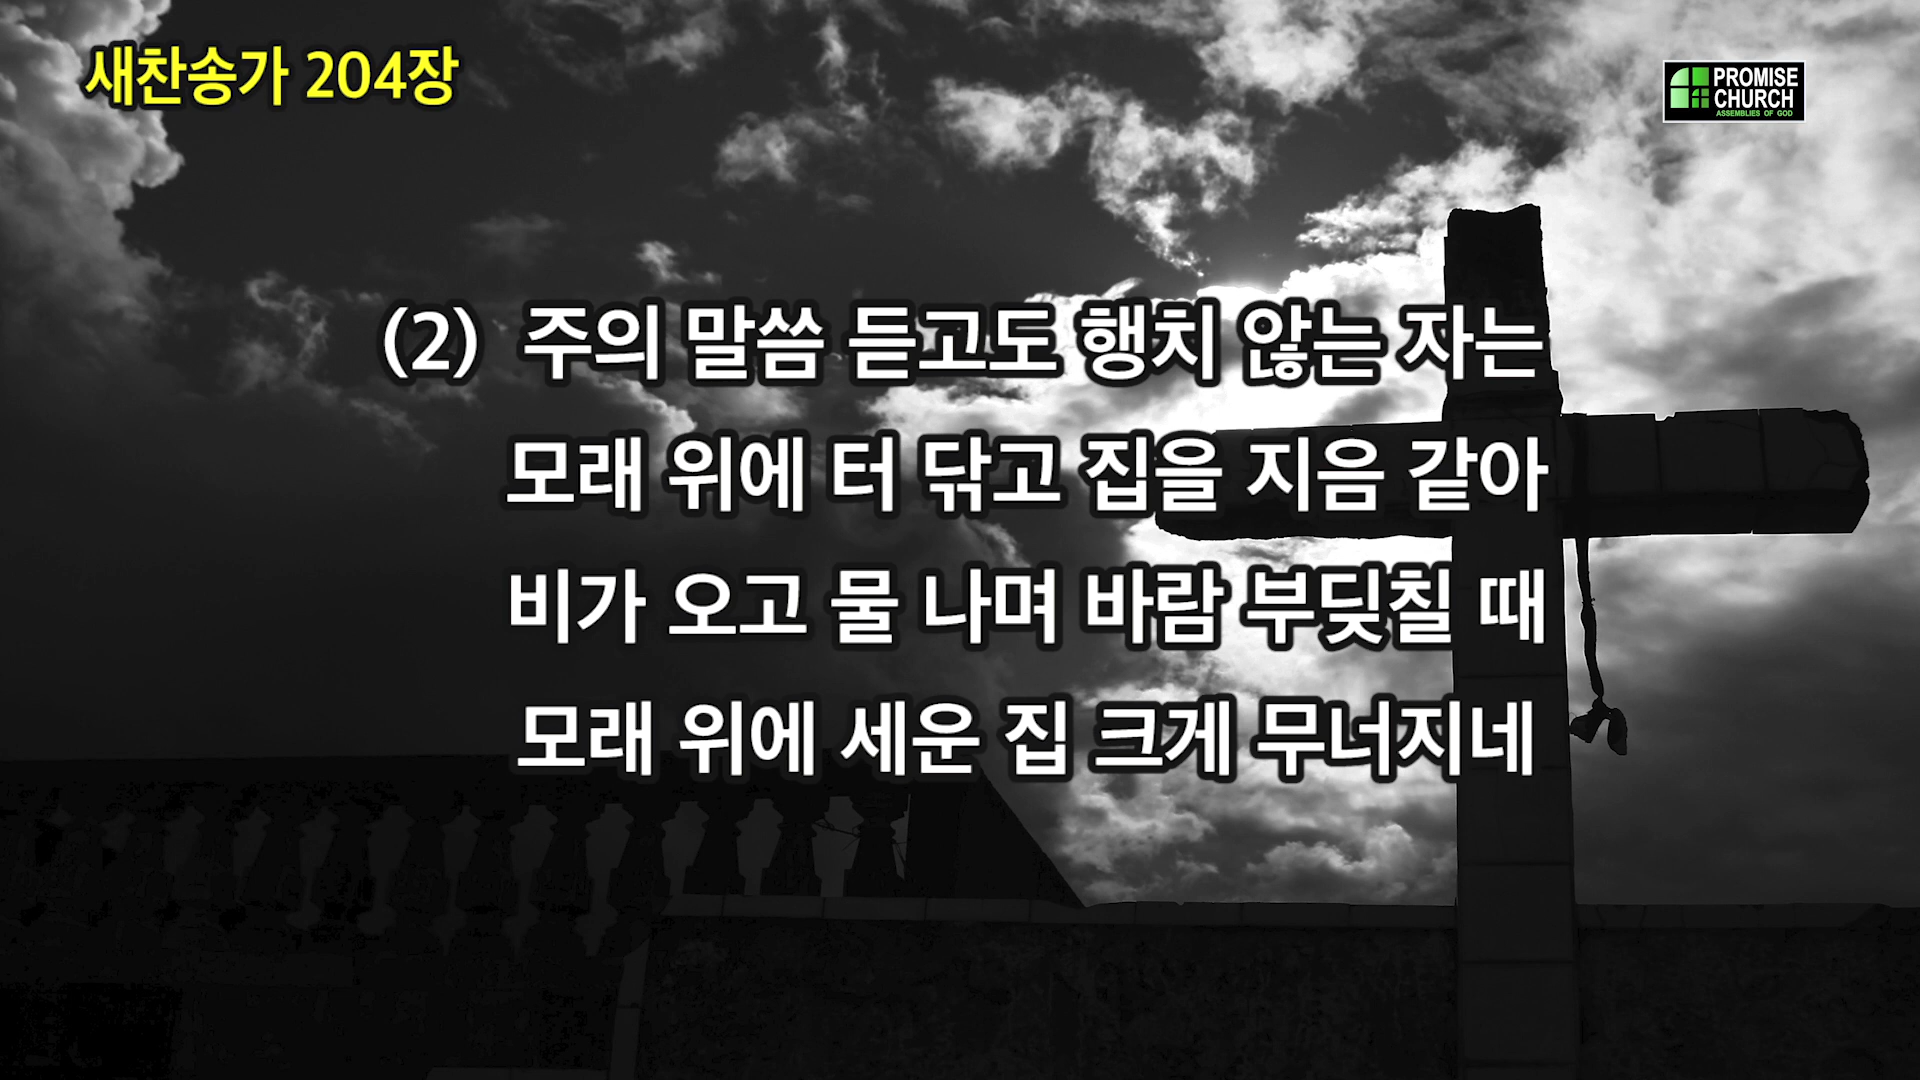 새찬송가 204장
PROMISE
CHURCH
ASSEMBLIES OF GOD
(2) 주의 말씀 듣고도 행치 않는 자는
모래 위에 터 닦고 집을 지음 같아
비가 오고 물 나며 바람 부딪칠 때
모래 위에 세운 집 크게 무너지네